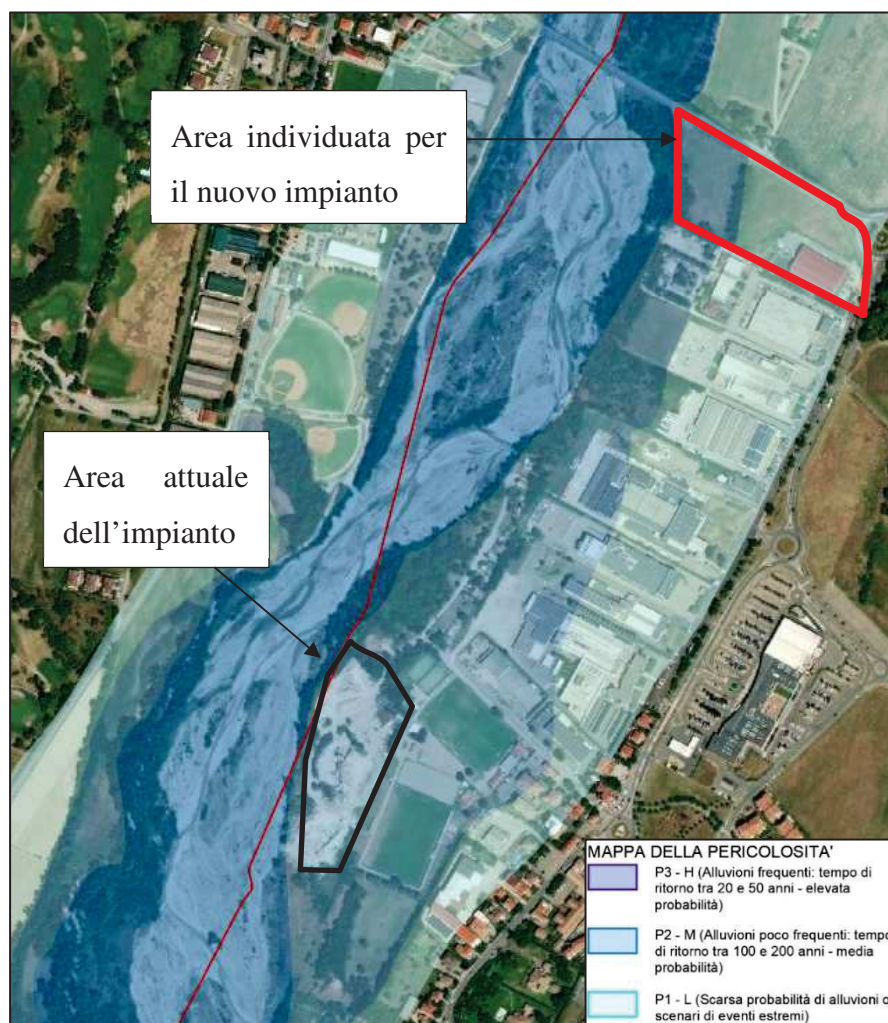 Area individuata per
il nuovo impianto
Area attuale
dell’impianto
MAPPA DELLA PERICOLOSITA'
P3 - H (Alluvioni frequenti: tempo di
ritorno tra 20 e 50 anni - elevata
probabilità)
P2 - M (Alluvioni poco frequenti: tempo
di ritorno tra 100 e 200 anni - media
probabilità)
P1 - L (Scarsa probabilità di alluvioni o
scenari di eventi estremi)